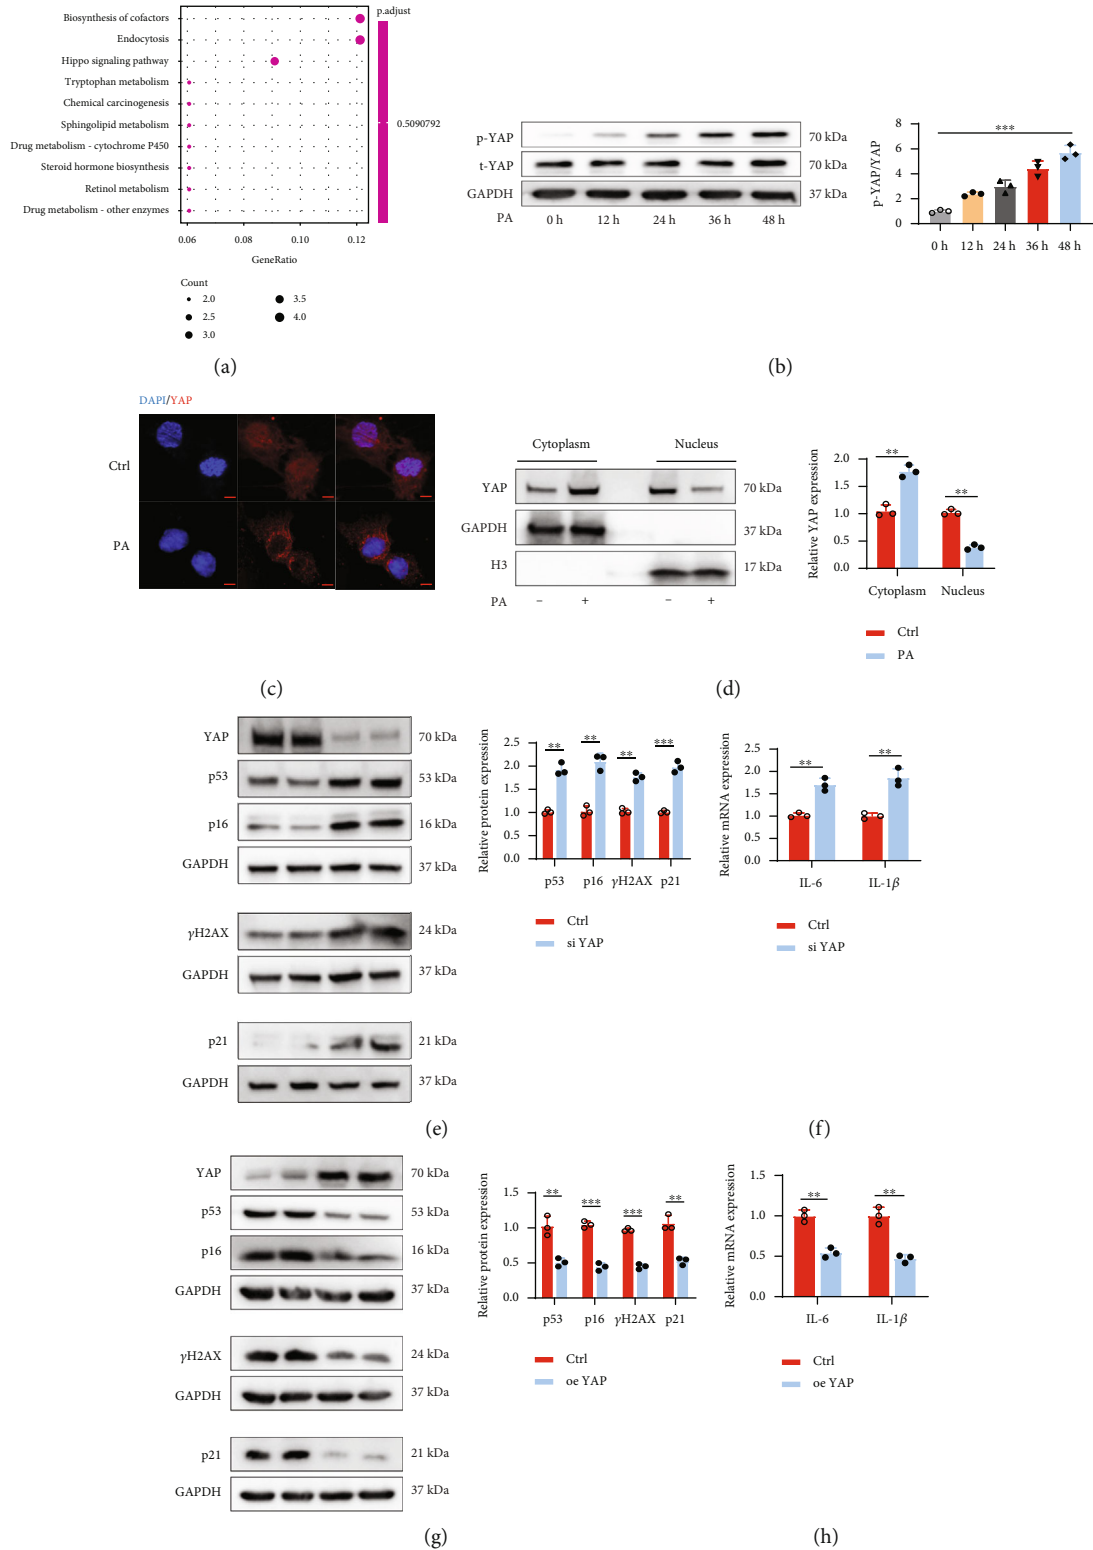 p.adjust
Biosynthesis of cofactors
Endocytosis
Hippo signaling pathway
Tryptophan metabolism
Chemical carcinogenesis
Sphingolipid metabolism
Drug metabolism - cytochrome P450
Steroid hormone biosynthesis
Retinol metabolism
Drug metabolism - other enzymes
0.5090792
0.06 0.08 0.10 0.12
GeneRatio
Count
2.0 3.5
2.5 4.0
3.0
(a)
p-YAP 70 kDa
t-YAP 70 kDa
GAPDH 37 kDa
PA 0 h 12 h 24 h 36 h 48 h
p-YAP/YAP
8
6
4
2
0
***
0 h 12 h 24 h 36 h 48 h
(b)
DAPI/YAP
Ctrl
PA
(c)
Cytoplasm Nucleus
YAP 70 kDa
GAPDH 37 kDa
H3 17 kDa
PA – + – +
Relative YAP expression
2.0
1.5
1.0
0.5
0.0
** **
Cytoplasm Nucleus
Ctrl
PA
(d)
YAP 70 kDa
p53 53 kDa
p16 16 kDa
GAPDH 37 kDa
γH2AX 24 kDa
GAPDH 37 kDa
p21 21 kDa
GAPDH 37 kDa
Relative protein expression
2.5
2.0
1.5
1.0
0.5
0.0
** ** ** ***
p53 p16 γH2AX p21
Ctrl
si YAP
(e)
Relative mRNA expression
2.5
2.0
1.5
1.0
0.5
0.0
** **
IL-6 IL-1β
Ctrl
si YAP
(f)
YAP 70 kDa
p53 53 kDa
p16 16 kDa
GAPDH 37 kDa
γH2AX 24 kDa
GAPDH 37 kDa
p21 21 kDa
GAPDH 37 kDa
Relative protein expression
1.5
1.0
0.5
0.0
** *** *** **
p53 p16 γH2AX p21
Ctrl
oe YAP
(g)
Relative mRNA expression
1.5
1.0
0.5
0.0
** **
IL-6 IL-1β
Ctrl
oe YAP
(h)